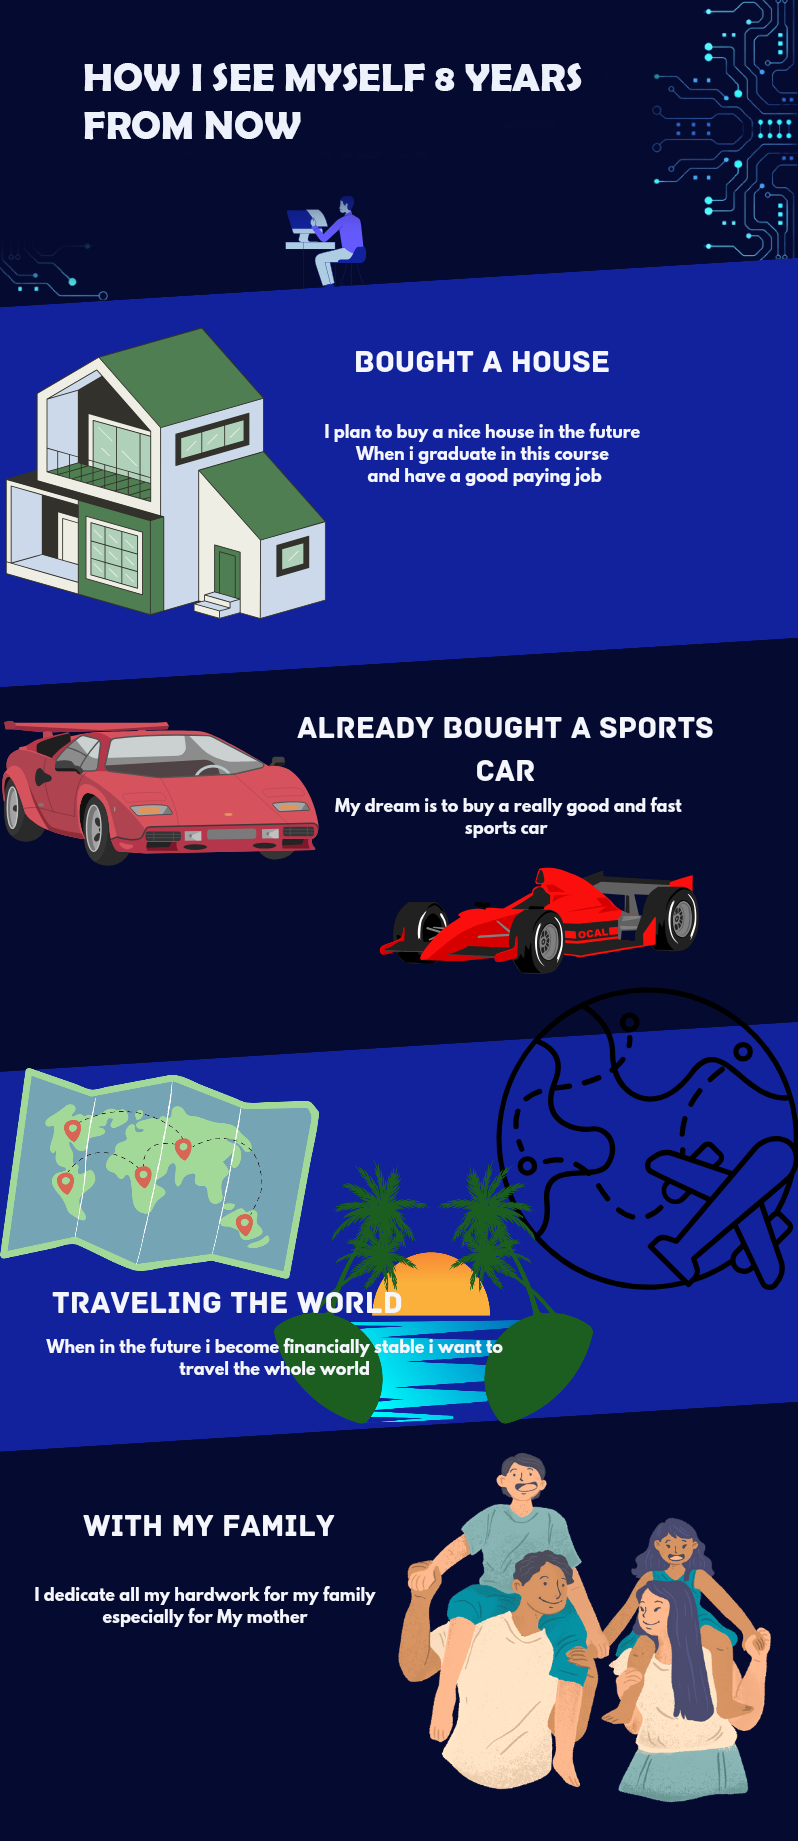 HOW I SEE MYSELF 8 YEARS
FROM NOW
BOUGHT A HOUSE
I plan to buy a nice house in the future
When i graduate in this course
and have a good paying job
ALREADY BOUGHT A SPORTS
CAR
My dream is to buy a really good and fast
sports car
OCAL
TRAVELING THE WORLD
When in the future i become financially stable i want to
travel the whole world
WITH MY FAMILY
I dedicate all my hardwork for my family
especially for My mother